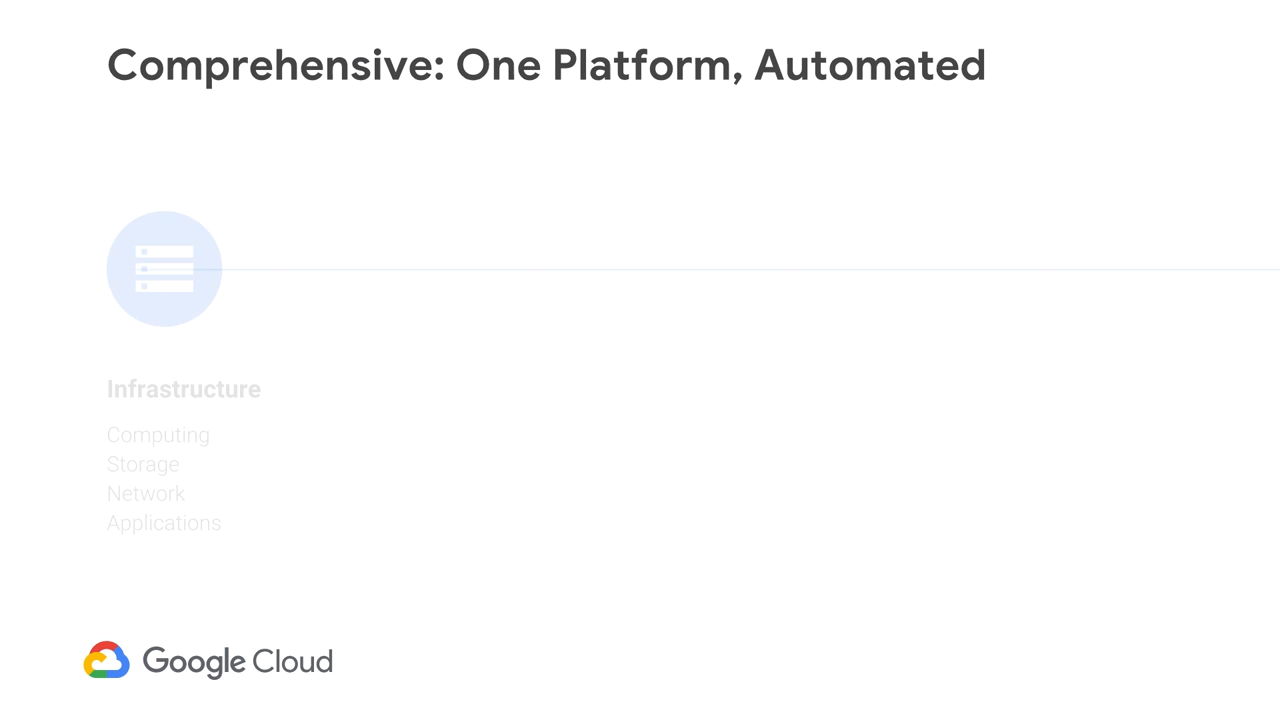 Comprehensive: One Platform, Automated
Infrastructure
Computing
Storage
Network
Applications
Google Cloud